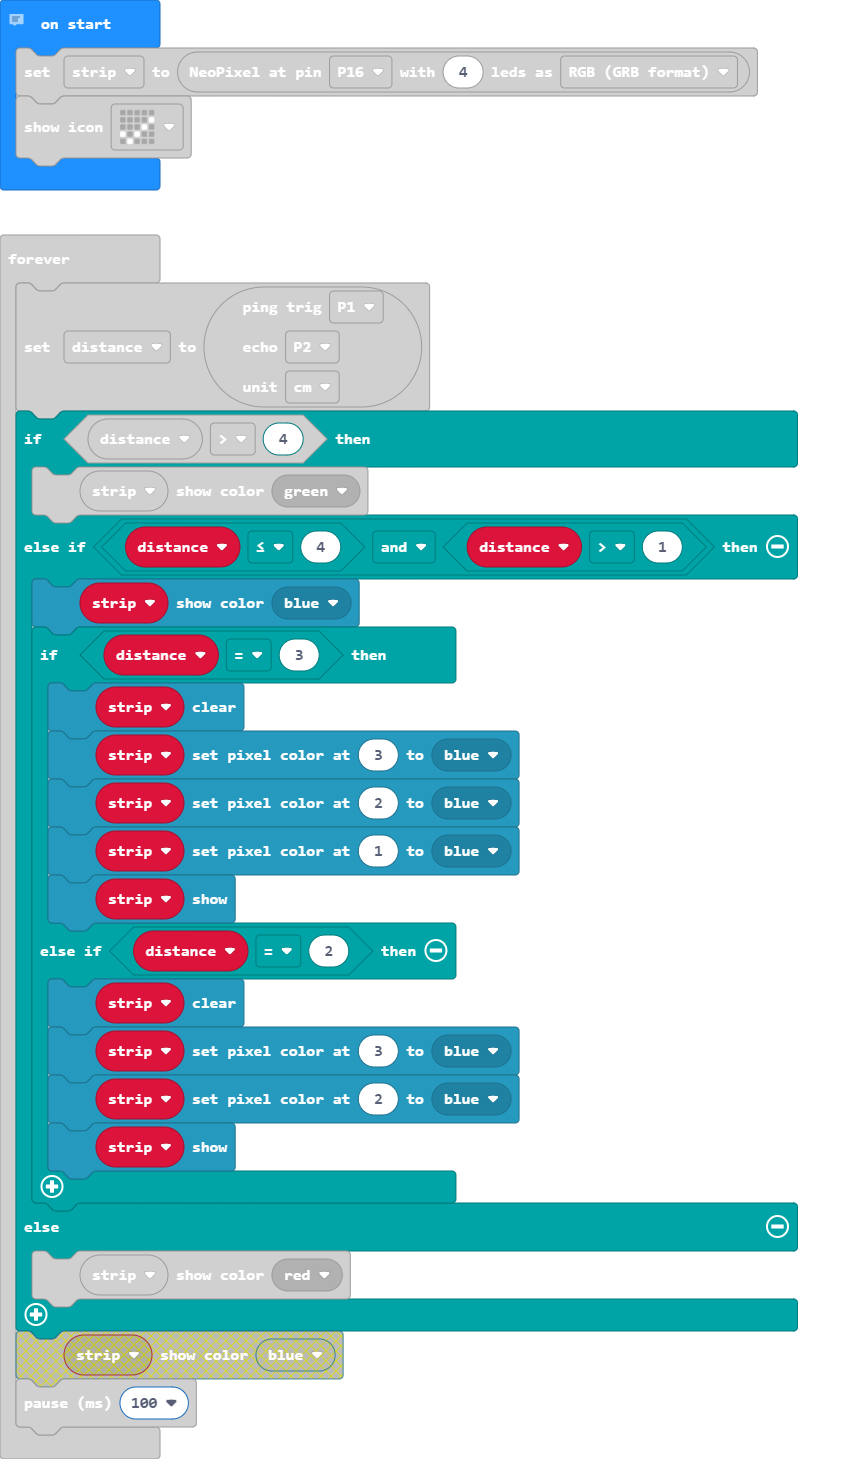 on start
set strip to NeoPixel at pin P16 with 4 leds as RGB (GRB format)
show icon
forever
set distance to
ping trig P1
echo P2
unit cm
if distance > 4 then
strip show color green
else if distance ≤ 4 and distance > 1 then
strip show color blue
if distance = 3 then
strip clear
strip set pixel color at 3 to blue
strip set pixel color at 2 to blue
strip set pixel color at 1 to blue
strip show
else if distance = 2 then
strip clear
strip set pixel color at 3 to blue
strip set pixel color at 2 to blue
strip show
else
strip show color red
strip show color blue
pause (ms) 100